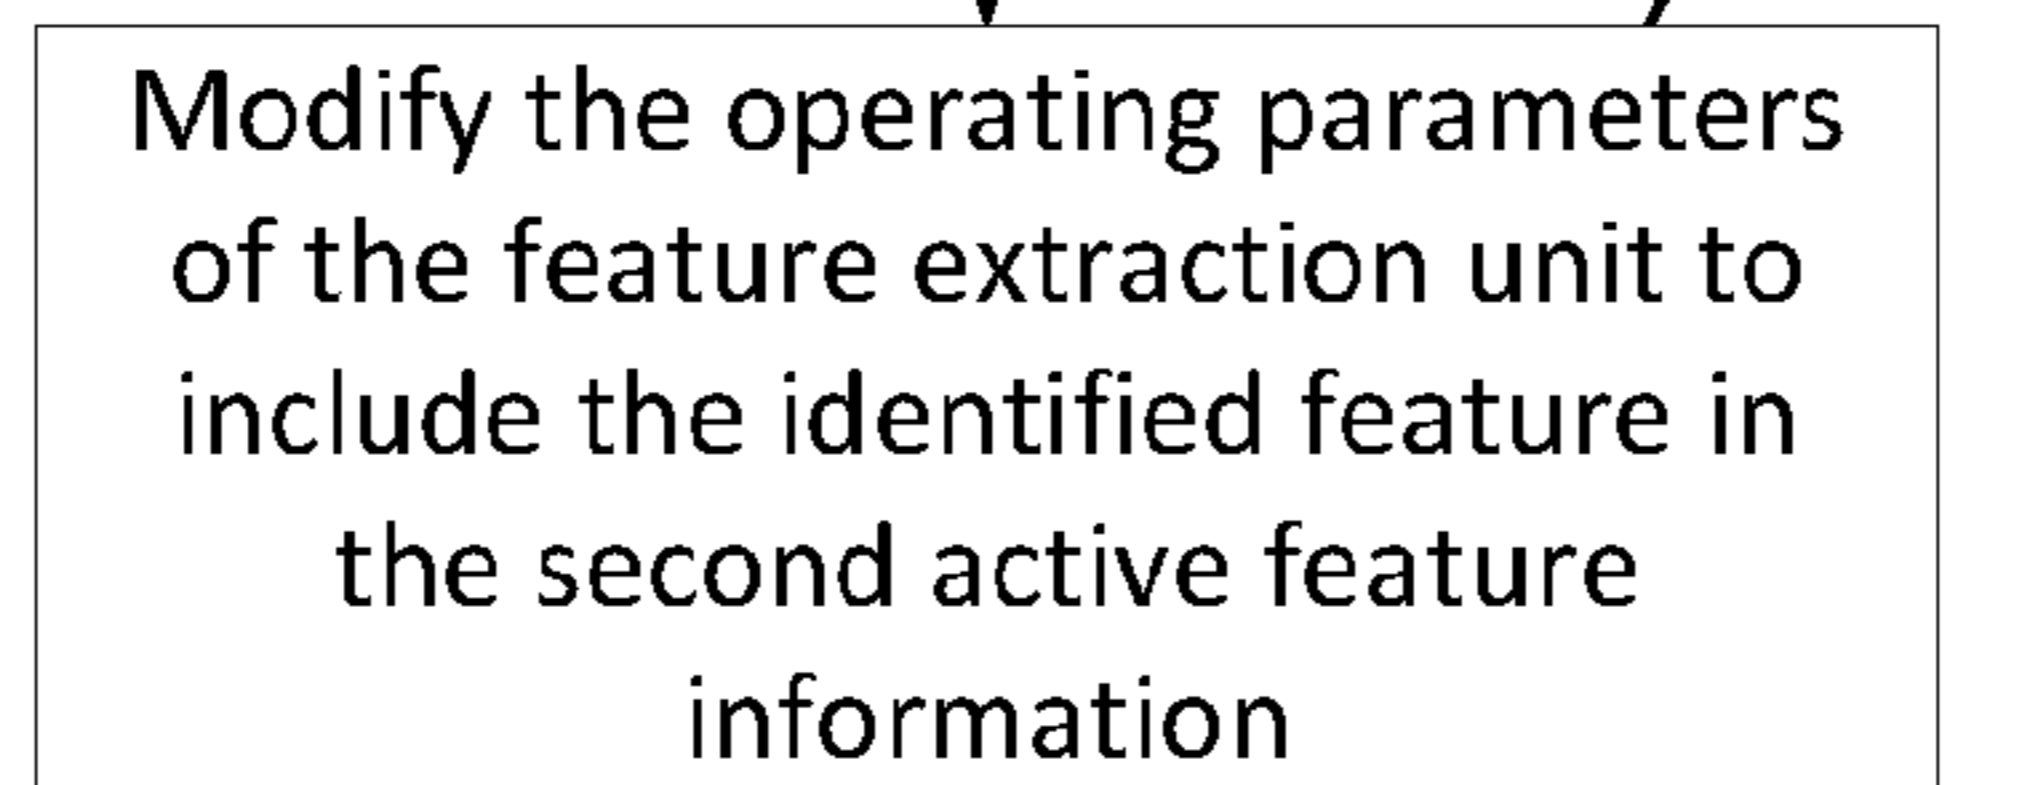 Modify the operating parameters
of the feature extraction unit to
include the identified feature in
the second active feature
information